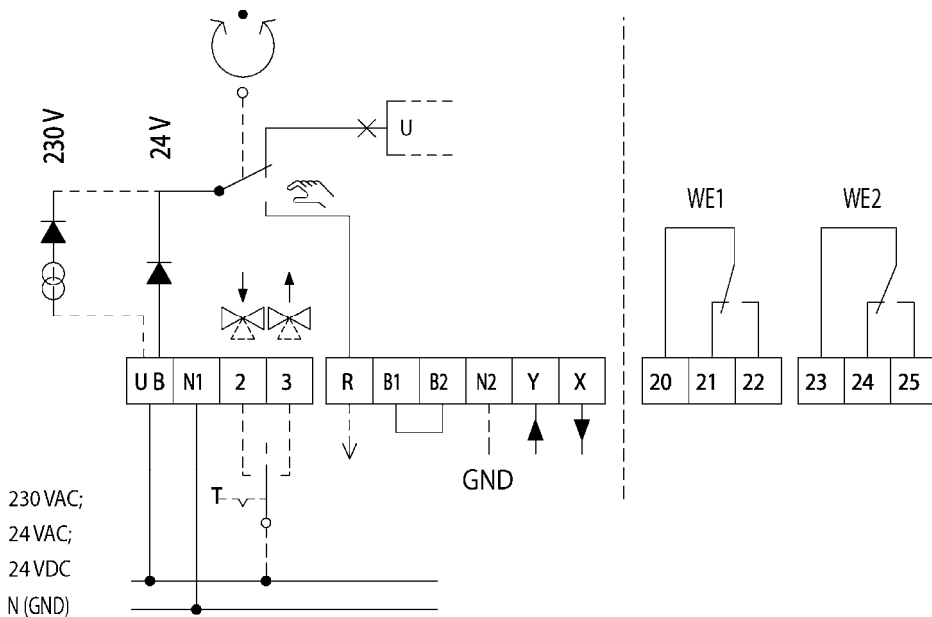 230 V
24 V
U
WE1
WE2
U B N1 2 3 R B1 B2 N2 Y X 20 21 22 23 24 25
GND
T
230 VAC;
24 VAC;
24 VDC
N (GND)